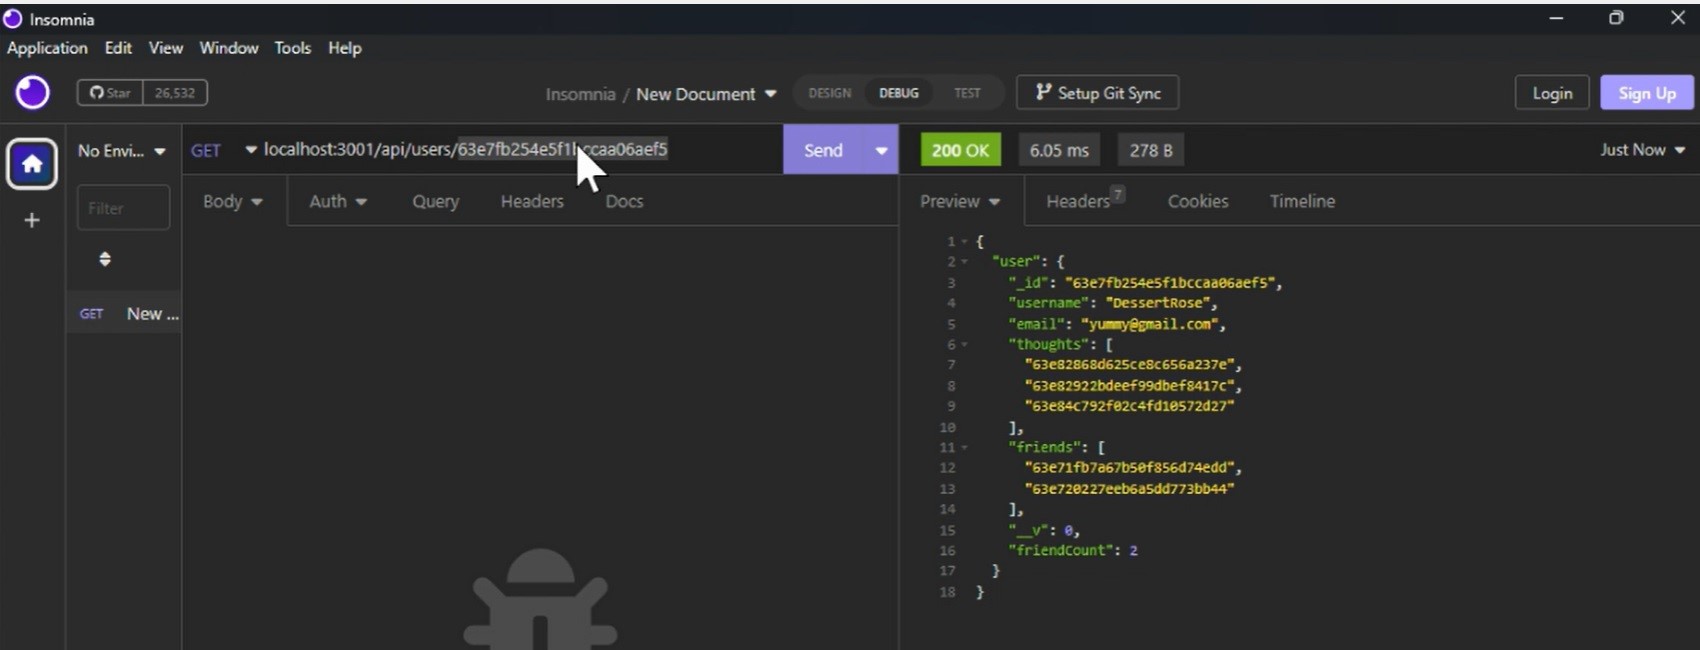 Insomnia
Application Edit View Window Tools Help
Star 26,532 Insomnia / New Document DESIGN DEBUG TEST Setup Git Sync Login Sign Up
No Envi... GET localhost:3001/api/users/63e7fb254e5f1bccaa06aef5 Send 200 OK 6.05 ms 278 B Just Now
Filter Body Auth Query Headers Docs Preview Headers 7 Cookies Timeline
GET New ...
1 {
2 "user": {
3 "_id": "63e7fb254e5f1bccaa06aef5",
4 "username": "DessertRose",
5 "email": "yummy@gmail.com",
6 "thoughts": [
7 "63e82868d625ce8c656a237e",
8 "63e82922bdeef99dbef8417c",
9 "63e84c792f02c4fd10572d27"
10 ],
11 "friends": [
12 "63e71fb7a67b50f856d74edd",
13 "63e720227eeb6a5dd773bb44"
14 ],
15 "__v": 0,
16 "friendCount": 2
17 }
18 }